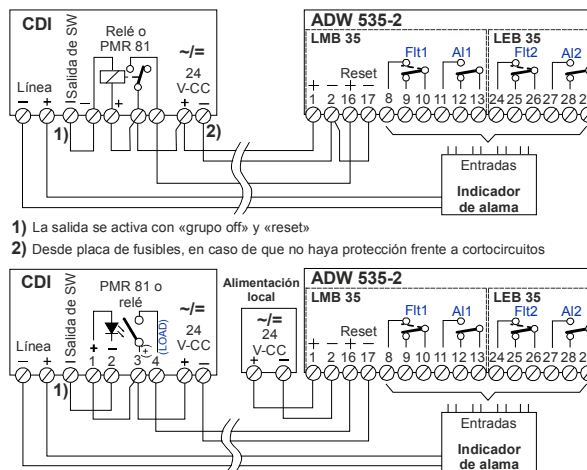 CDI
Línea
Salida de SW
Relé o
PMR 81
~/=
24
V-CC
– + – + + –
1)
2)
ADW 535-2
LMB 35
LEB 35
Flt1 Al1 Flt2 Al2
Reset
+ – + –
1 2 16 17 8 9 10 11 12 13 24 25 26 27 28
Entradas
Indicador
de alama
1) La salida se activa con «grupo off» y «reset»
2) Desde placa de fusibles, en caso de que no haya protección frente a cortocircuitos
CDI
Línea
Salida de SW
PMR 81 o
relé
(LOAD)
(+)
~/=
24
V-CC
– + + – + –
1 2 3 4
1)
Alimentación
local
~/=
24
V-CC
+ –
ADW 535-2
LMB 35
LEB 35
Flt1 Al1 Flt2 Al2
Reset
+ – + –
1 2 16 17 8 9 10 11 12 13 24 25 26 27 28
Entradas
Indicador
de alama